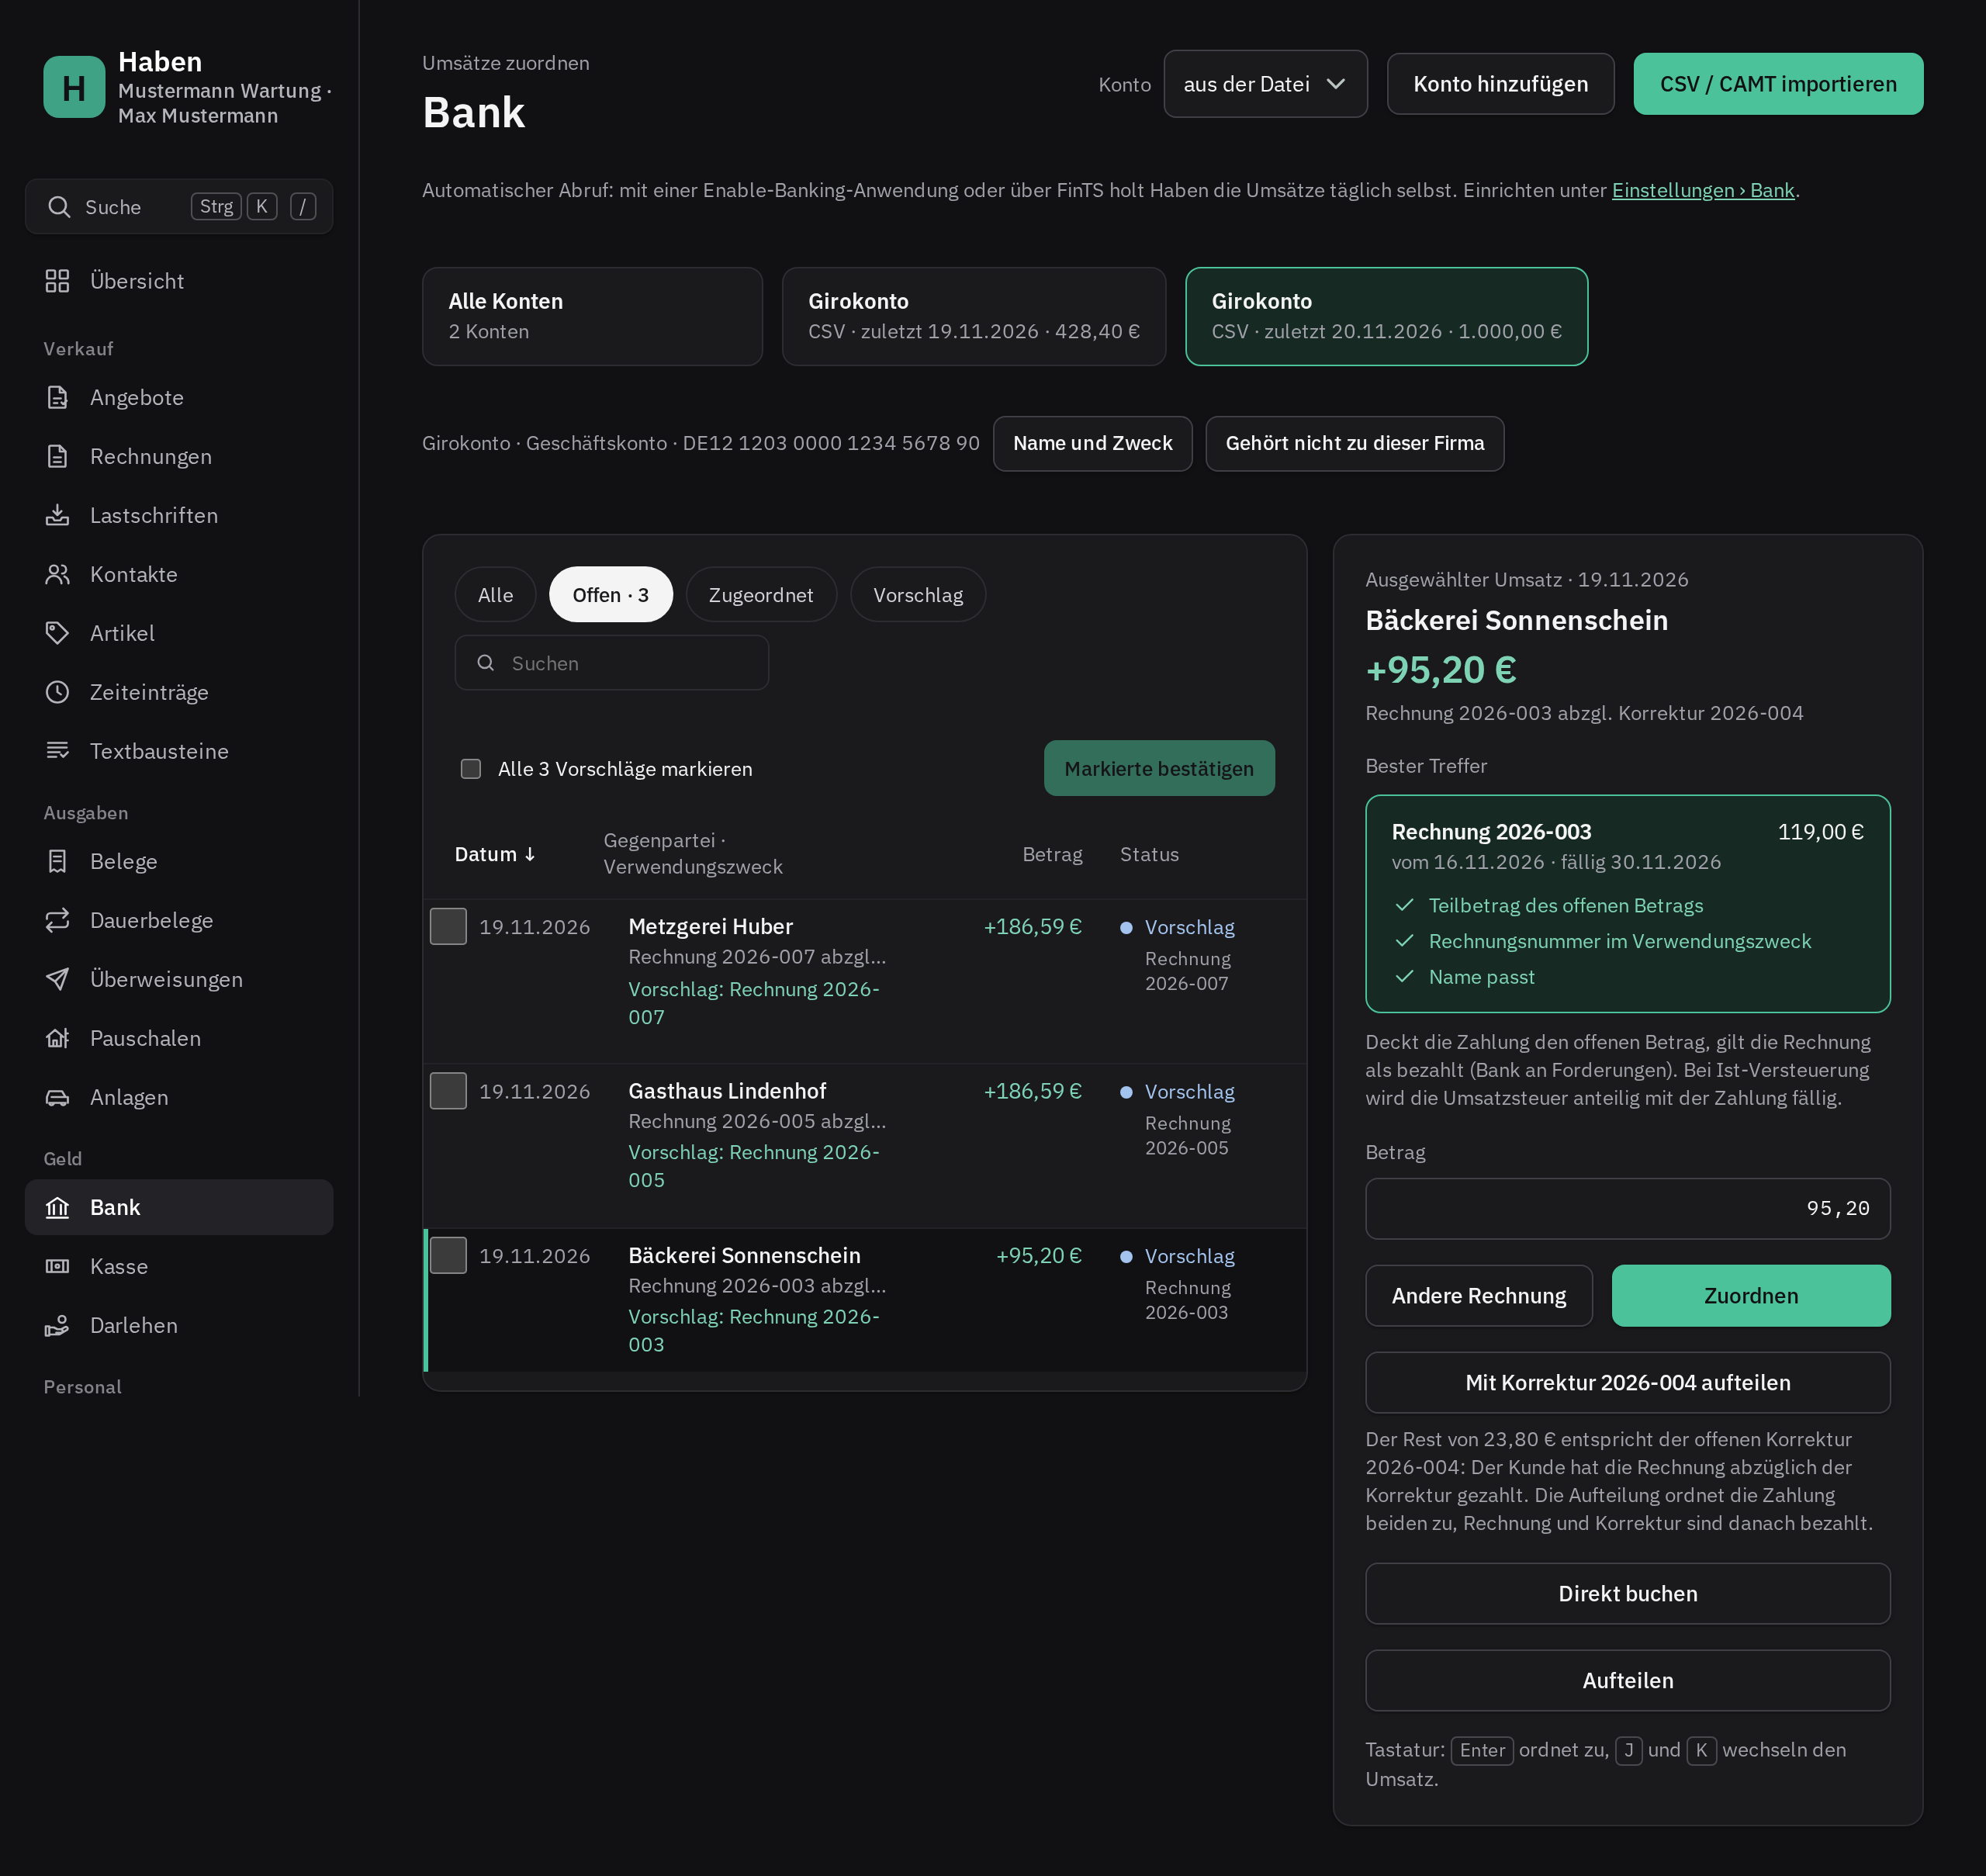 H
Haben
Mustermann Wartung ·
Max Mustermann
Suche Strg K /
Übersicht
Verkauf
Angebote
Rechnungen
Lastschriften
Kontakte
Artikel
Zeiteinträge
Textbausteine
Ausgaben
Belege
Dauerbelege
Überweisungen
Pauschalen
Anlagen
Geld
Bank
Kasse
Darlehen
Personal
Umsätze zuordnen
Bank
Konto aus der Datei Konto hinzufügen CSV / CAMT importieren
Automatischer Abruf: mit einer Enable-Banking-Anwendung oder über FinTS holt Haben die Umsätze täglich selbst. Einrichten unter Einstellungen › Bank.
Alle Konten
2 Konten
Girokonto
CSV · zuletzt 19.11.2026 · 428,40 €
Girokonto
CSV · zuletzt 20.11.2026 · 1.000,00 €
Girokonto · Geschäftskonto · DE12 1203 0000 1234 5678 90 Name und Zweck Gehört nicht zu dieser Firma
Alle Offen · 3 Zugeordnet Vorschlag
Suchen
Alle 3 Vorschläge markieren Markierte bestätigen
Datum ↓ Gegenpartei · Verwendungszweck Betrag Status
19.11.2026 Metzgerei Huber +186,59 € Vorschlag
Rechnung 2026-007 abzgl... Rechnung
2026-007
Vorschlag: Rechnung 2026-
007
19.11.2026 Gasthaus Lindenhof +186,59 € Vorschlag
Rechnung 2026-005 abzgl... Rechnung
2026-005
Vorschlag: Rechnung 2026-
005
19.11.2026 Bäckerei Sonnenschein +95,20 € Vorschlag
Rechnung 2026-003 abzgl... Rechnung
2026-003
Vorschlag: Rechnung 2026-
003
Ausgewählter Umsatz · 19.11.2026
Bäckerei Sonnenschein
+95,20 €
Rechnung 2026-003 abzgl. Korrektur 2026-004
Bester Treffer
Rechnung 2026-003 119,00 €
vom 16.11.2026 · fällig 30.11.2026
Teilbetrag des offenen Betrags
Rechnungsnummer im Verwendungszweck
Name passt
Deckt die Zahlung den offenen Betrag, gilt die Rechnung
als bezahlt (Bank an Forderungen). Bei Ist-Versteuerung
wird die Umsatzsteuer anteilig mit der Zahlung fällig.
Betrag
95,20
Andere Rechnung Zuordnen
Mit Korrektur 2026-004 aufteilen
Der Rest von 23,80 € entspricht der offenen Korrektur
2026-004: Der Kunde hat die Rechnung abzüglich der
Korrektur gezahlt. Die Aufteilung ordnet die Zahlung
beiden zu, Rechnung und Korrektur sind danach bezahlt.
Direkt buchen
Aufteilen
Tastatur: Enter ordnet zu, J und K wechseln den
Umsatz.